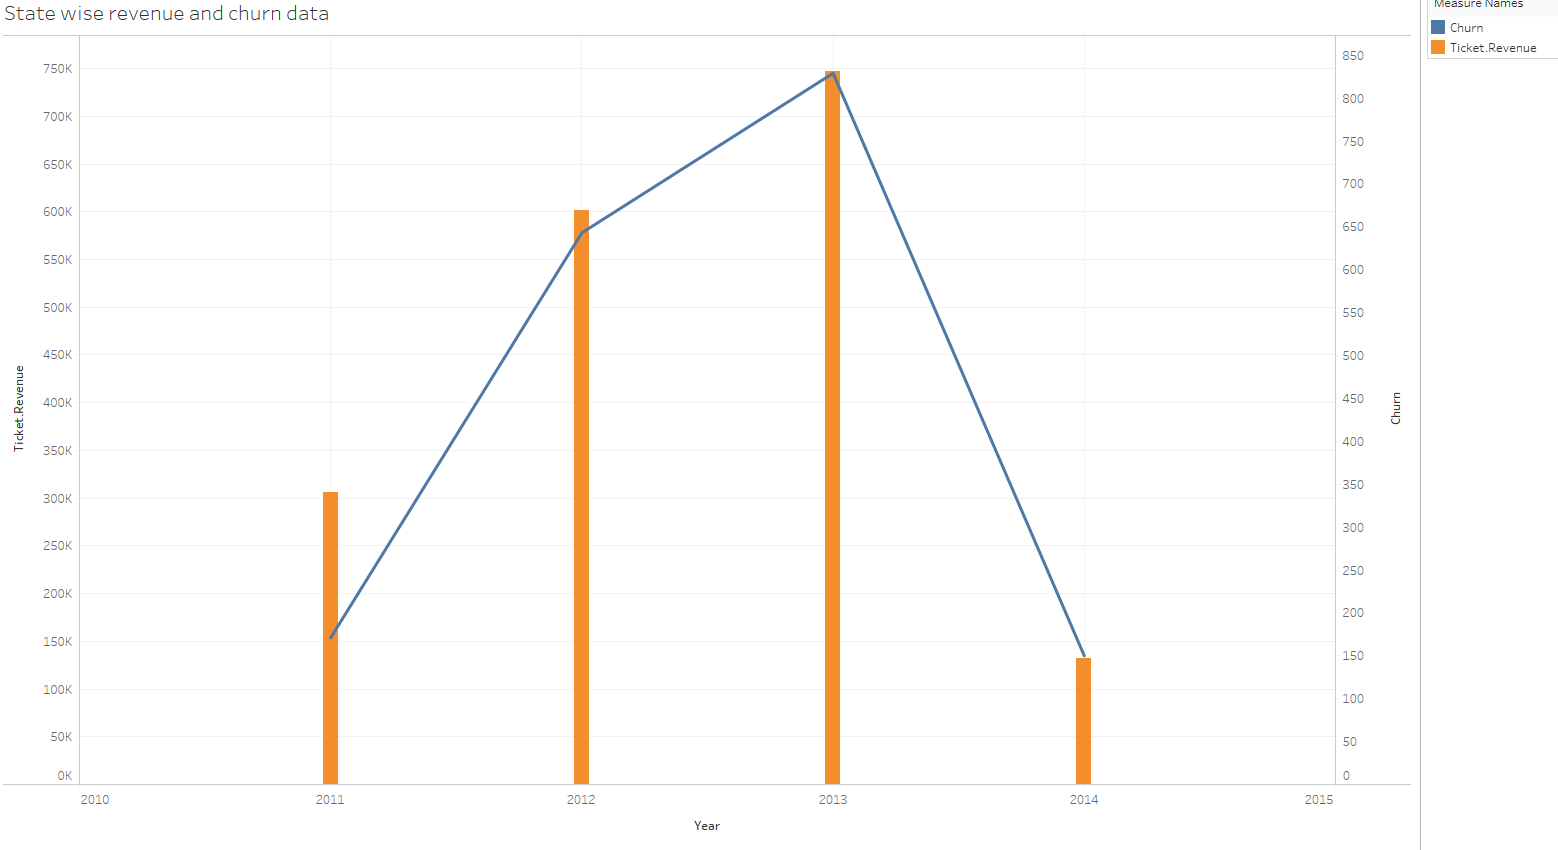 State wise revenue and churn data
Measure Names
Churn
Ticket.Revenue
750K
700K
650K
600K
550K
500K
450K
400K
350K
300K
250K
200K
150K
100K
50K
0K
Ticket.Revenue
850
800
750
700
650
600
550
500
450
400
350
300
250
200
150
100
50
0
Churn
2010 2011 2012 2013 2014 2015
Year